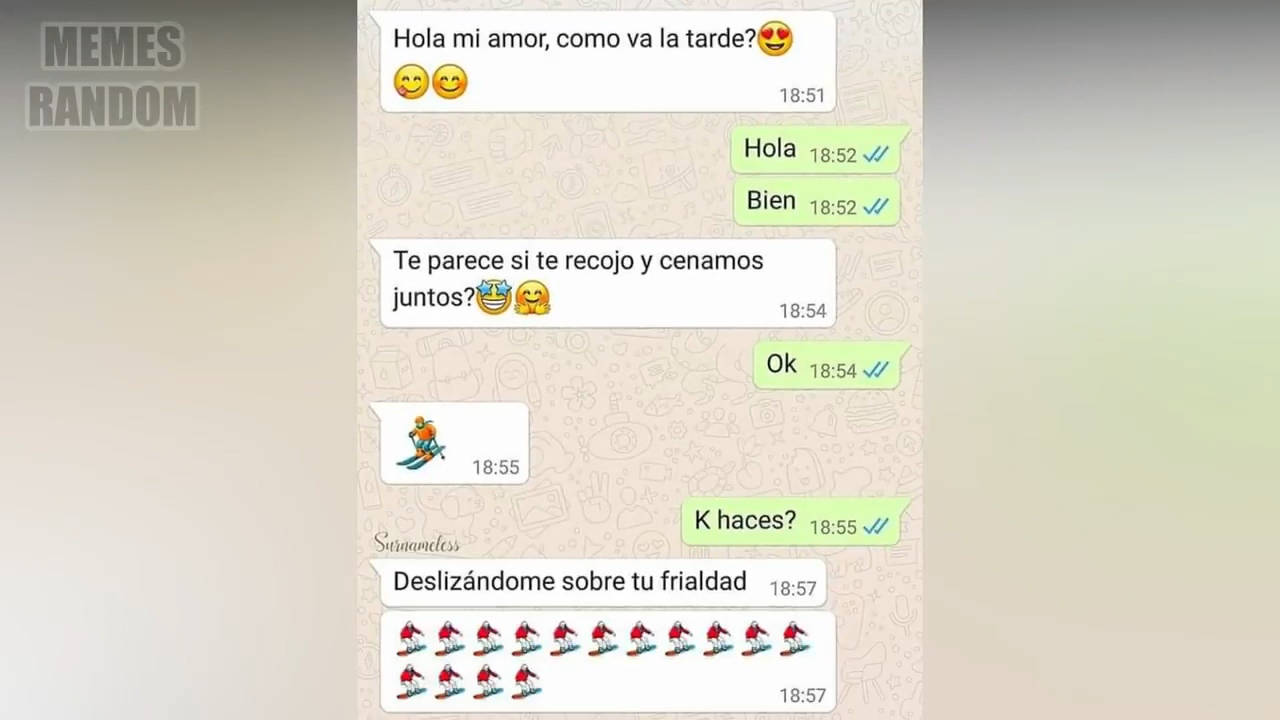 MEMES
RANDOM
Hola mi amor, como va la tarde?😍
😋😊
18:51
Hola 18:52
Bien 18:52
Te parece si te recojo y cenamos
juntos?🤩🤗
18:54
Ok 18:54
⛷
18:55
K haces? 18:55
Surnameless
Deslizándome sobre tu frialdad 18:57
🏂🏂🏂🏂🏂🏂🏂🏂🏂🏂🏂
🏂🏂🏂🏂
18:57